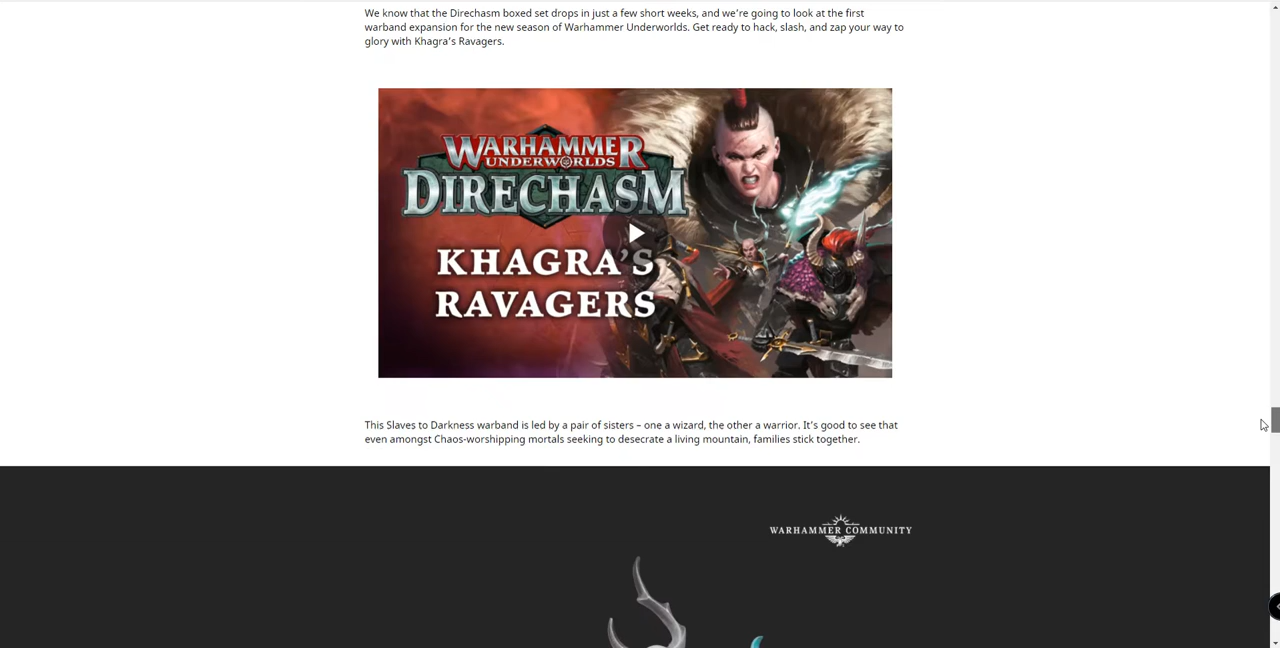 We know that the Direchasm boxed set drops in just a few short weeks, and we’re going to look at the first
warband expansion for the new season of Warhammer Underworlds. Get ready to hack, slash, and zap your way to
glory with Khagra’s Ravagers.
WARHAMMER
UNDERWORLDS
DIRECHASM
KHAGRA’S
RAVAGERS
This Slaves to Darkness warband is led by a pair of sisters – one a wizard, the other a warrior. It’s good to see that
even amongst Chaos-worshipping mortals seeking to desecrate a living mountain, families stick together.
WARHAMMER COMMUNITY